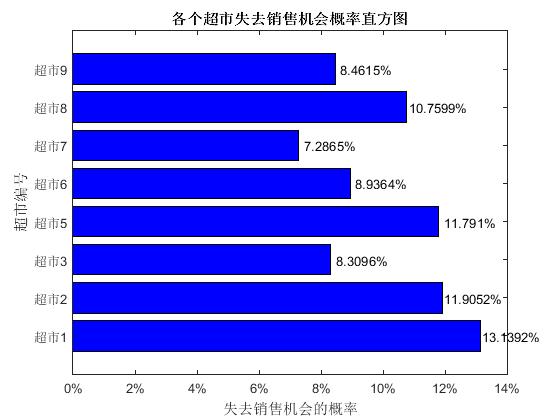 各个超市失去销售机会概率直方图
超市编号
超市9 8.4615%
超市8 10.7599%
超市7 7.2865%
超市6 8.9364%
超市5 11.791%
超市3 8.3096%
超市2 11.9052%
超市1 13.1392%
0% 2% 4% 6% 8% 10% 12% 14%
失去销售机会的概率